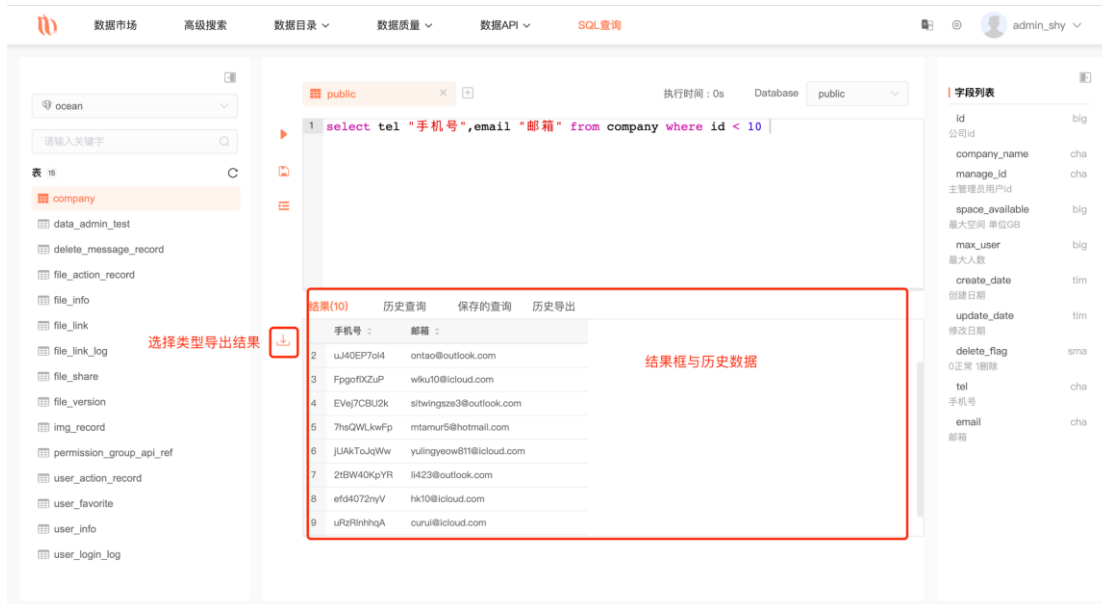 数据市场 高级搜索 数据目录 数据质量 数据API SQL查询 admin_shy
ocean
请输入关键字
表 15
company
data_admin_test
delete_message_record
file_action_record
file_info
file_link
file_link_log
file_share
file_version
img_record
permission_group_api_ref
user_action_record
user_favorite
user_info
user_login_log
public 执行时间：0s Database public
1 select tel "手机号",email "邮箱" from company where id < 10
选择类型导出结果
结果(10) 历史查询 保存的查询 历史导出
手机号 邮箱
2 uJ40EP7ol4 ontao@outlook.com
3 FpgoflXZuP wlku10@icloud.com
4 EVej7CBU2k sitwingsze3@outlook.com
5 7hsQWLkwFp mtamur5@hotmail.com
6 jUAkToJqWw yulingyeow811@icloud.com
7 2tBW40KpYR li423@outlook.com
8 efd4072nyV hk10@icloud.com
9 uRzRlnhhqA curui@icloud.com
结果框与历史数据
字段列表
id big
公司id
company_name cha
manage_id cha
主管理员用户id
space_available big
最大空间 单位GB
max_user big
最大人数
create_date tim
创建日期
update_date tim
修改日期
delete_flag sma
0正常 1删除
tel cha
手机号
email cha
邮箱